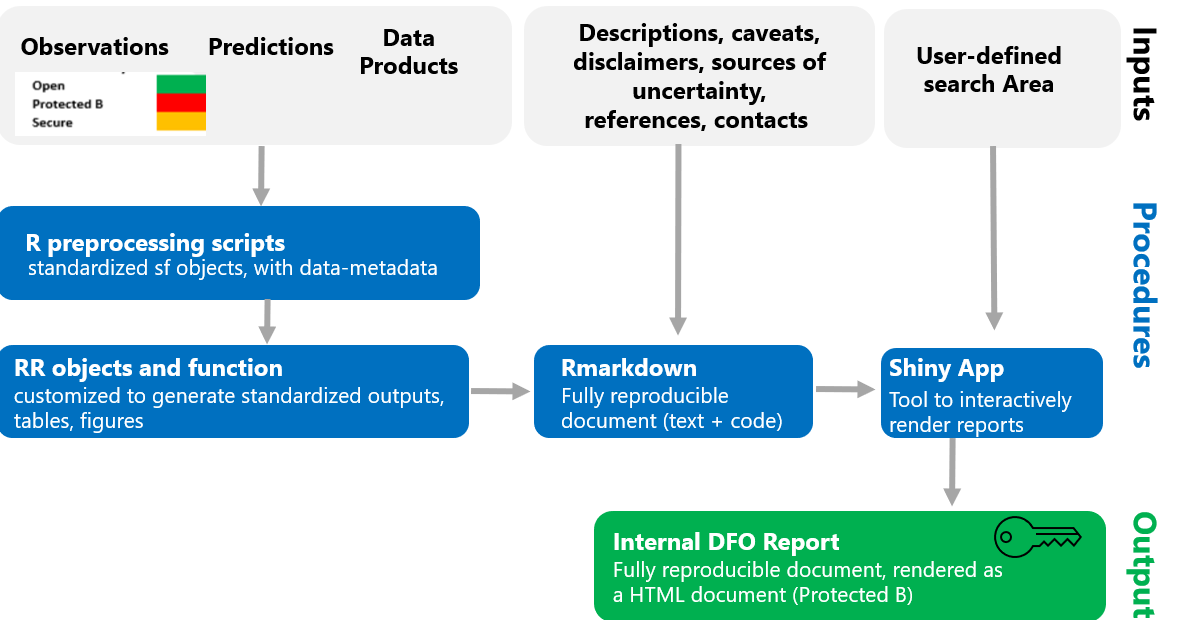 Observations
Predictions
Data
Products
Open
Protected B
Secure
Descriptions, caveats,
disclaimers, sources of
uncertainty,
references, contacts
User-defined
search Area
Inputs
R preprocessing scripts
standardized sf objects, with data-metadata
Procedures
RR objects and function
customized to generate standardized outputs,
tables, figures
Rmarkdown
Fully reproducible
document (text + code)
Shiny App
Tool to interactively
render reports
Internal DFO Report
Fully reproducible document, rendered as
a HTML document (Protected B)
Output